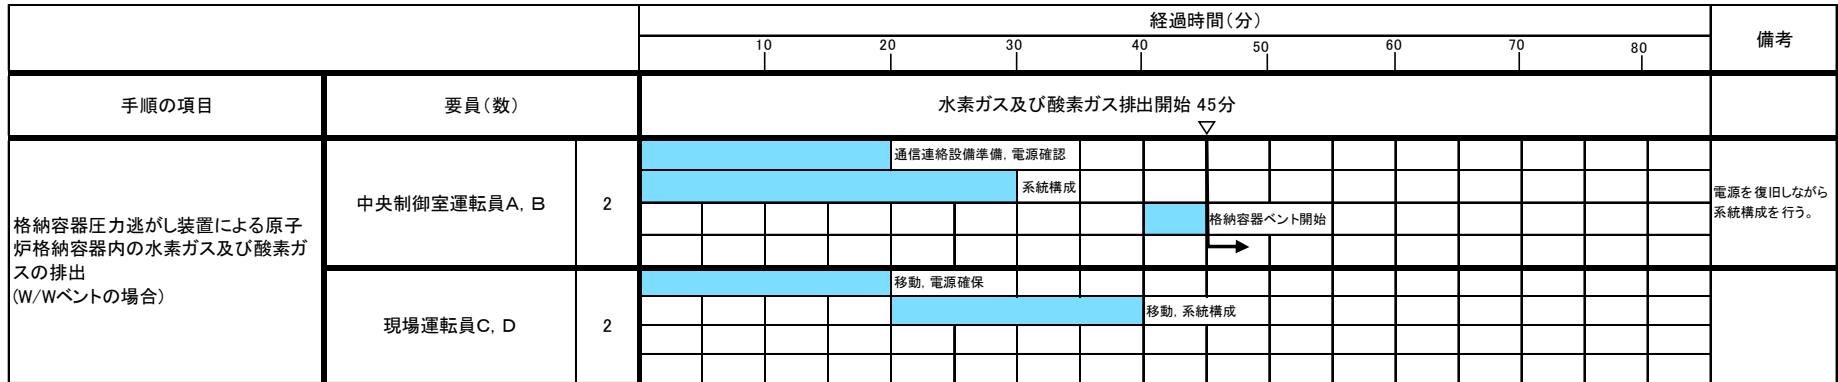 経過時間(分)
備考
10 20 30 40 50 60 70 80
手順の項目 要員(数) 水素ガス及び酸素ガス排出開始 45分
格納容器圧力逃がし装置による原子
炉格納容器内の水素ガス及び酸素ガ
スの排出
(W/Wベントの場合)
中央制御室運転員A, B 2
通信連絡設備準備, 電源確認
系統構成
格納容器ベント開始
電源を復旧しながら
系統構成を行う。
現場運転員C, D 2
移動, 電源確保
移動, 系統構成